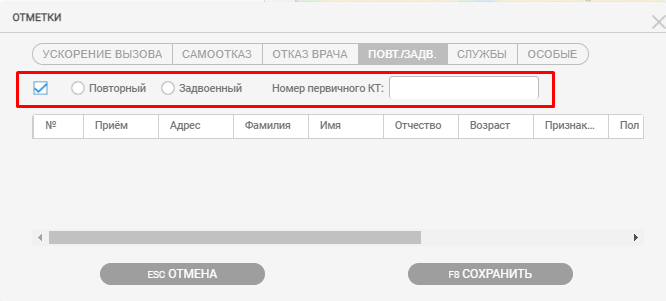 ОТМЕТКИ
УСКОРЕНИЕ ВЫЗОВА САМООТКАЗ ОТКАЗ ВРАЧА ПОВТ./ЗАДВ. СЛУЖБЫ ОСОБЫЕ
Повторный Задвоенный Номер первичного КТ:
№ Приём Адрес Фамилия Имя Отчество Возраст Признак... Пол
ESC ОТМЕНА F8 СОХРАНИТЬ